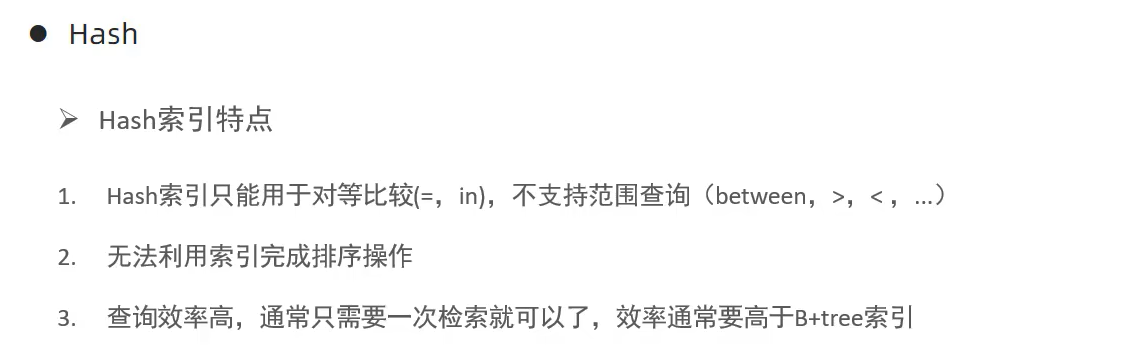 ● Hash
➢ Hash索引特点
1. Hash索引只能用于对等比较(=，in)，不支持范围查询（between，>，<，...）
2. 无法利用索引完成排序操作
3. 查询效率高，通常只需要一次检索就可以了，效率通常要高于B+tree索引